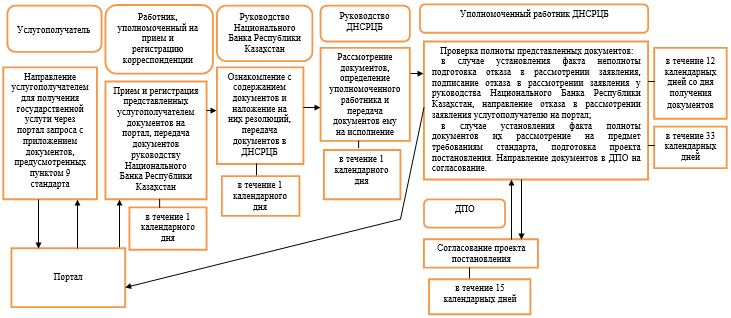 Услугополучатель
Работник,
уполномоченный на
прием и
регистрацию
корреспонденции
Руководство
Национального
Банка Республики
Казахстан
Руководство
ДНСРЦБ
Уполномоченный работник ДНСРЦБ
Направление
услугополучателем
для получения
государственной
услуги через
портал запроса с
приложением
документов,
предусмотренных
пунктом 9
стандарта
Прием и регистрация
представленных
услугополучателем
документов на
портал, передача
документов
руководству
Национального
Банка Республики
Казахстан
в течение 1
календарного
дня
Ознакомление с
содержанием
документов и
наложение на
них резолюций,
передача
документов в
ДНСРЦБ
в течение 1
календарного
дня
Рассмотрение
документов,
определение
уполномоченного
работника и
передача
документов ему
на исполнение
в течение 1
календарного
дня
Проверка полноты представленных документов:
в случае установления факта неполноты
подготовка отказа в рассмотрении заявления,
подписание отказа в рассмотрении заявления у
руководства Национального Банка Республики
Казахстан, направление отказа в рассмотрении
заявления услугополучателю на портал;
в случае установления факта полноты
документов их рассмотрение на предмет
требованиям стандарта, подготовка проекта
постановления. Направление документов в ДПО на
согласование.
в течение 12
календарных
дней со дня
получения
документов
в течение 33
календарных
дней
ДПО
Согласование проекта
постановления
в течение 15
календарных дней
Портал